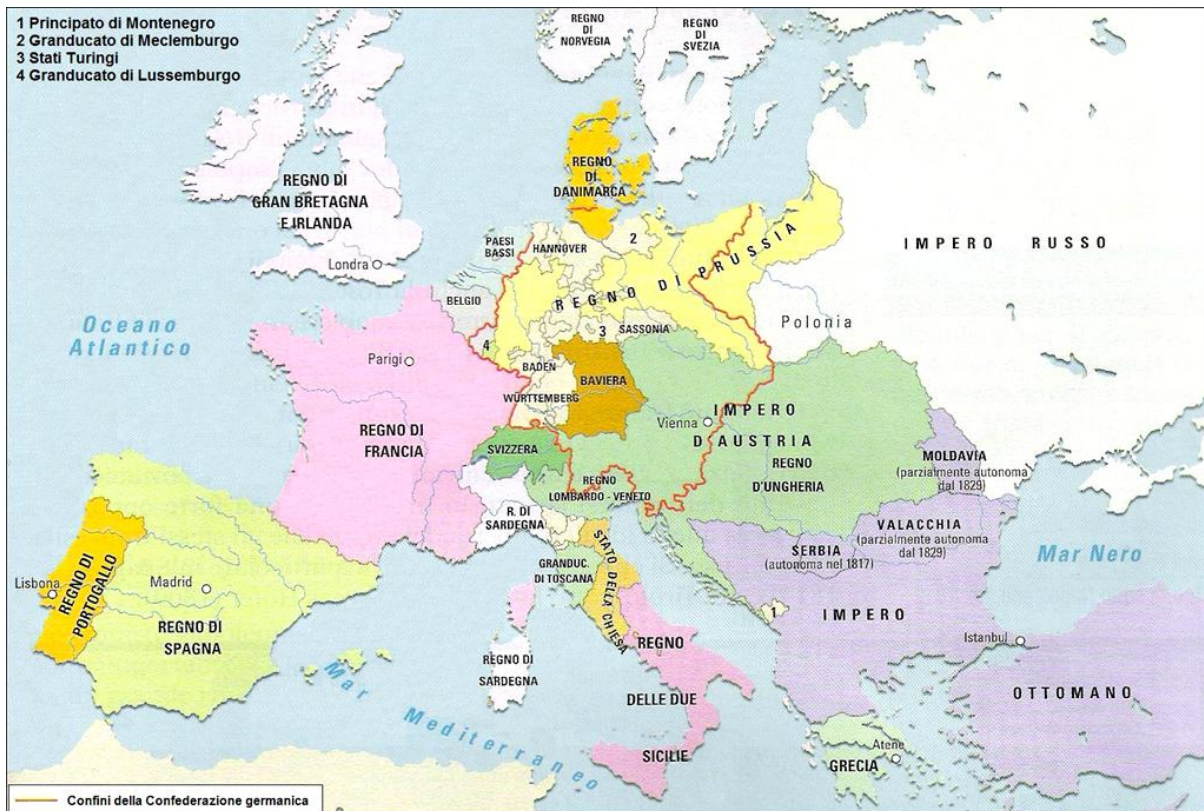 1 Principato di Montenegro
2 Granducato di Meclemburgo
3 Stati Turingi
4 Granducato di Lussemburgo
REGNO
DI
NORVEGIA
REGNO
DI
SVEZIA
REGNO DI
GRAN BRETAGNA
E IRLANDA
Londra
REGNO
DI
DANIMARCA
PAESI
BASSI
HANNOVER
2
REGNO DI PRUSSIA
IMPERO RUSSO
BELGIO
Oceano
Atlantico
4
3
SASSONIA
Polonia
Parigi
BADEN
BAVIERA
WÜRTTEMBERG
Vienna
IMPERO
D'AUSTRIA
REGNO DI
FRANCIA
SVIZZERA
REGNO
D'UNGHERIA
MOLDAVIA
(parzialmente autonoma
dal 1829)
REGNO
LOMBARDO - VENETO
R. DI
SARDEGNA
VALACCHIA
(parzialmente autonoma
dal 1829)
SERBIA
(autonoma nel 1817)
Mar Nero
GRANDUC.
DI TOSCANA
STATO DELLA CHIESA
Lisbona
REGNO DI
PORTOGALLO
Madrid
REGNO DI
SPAGNA
1
IMPERO
Istanbul
OTTOMANO
REGNO DI
SARDEGNA
REGNO
DELLE DUE
SICILIE
Mar Mediterraneo
Atene
GRECIA
Confini della Confederazione germanica